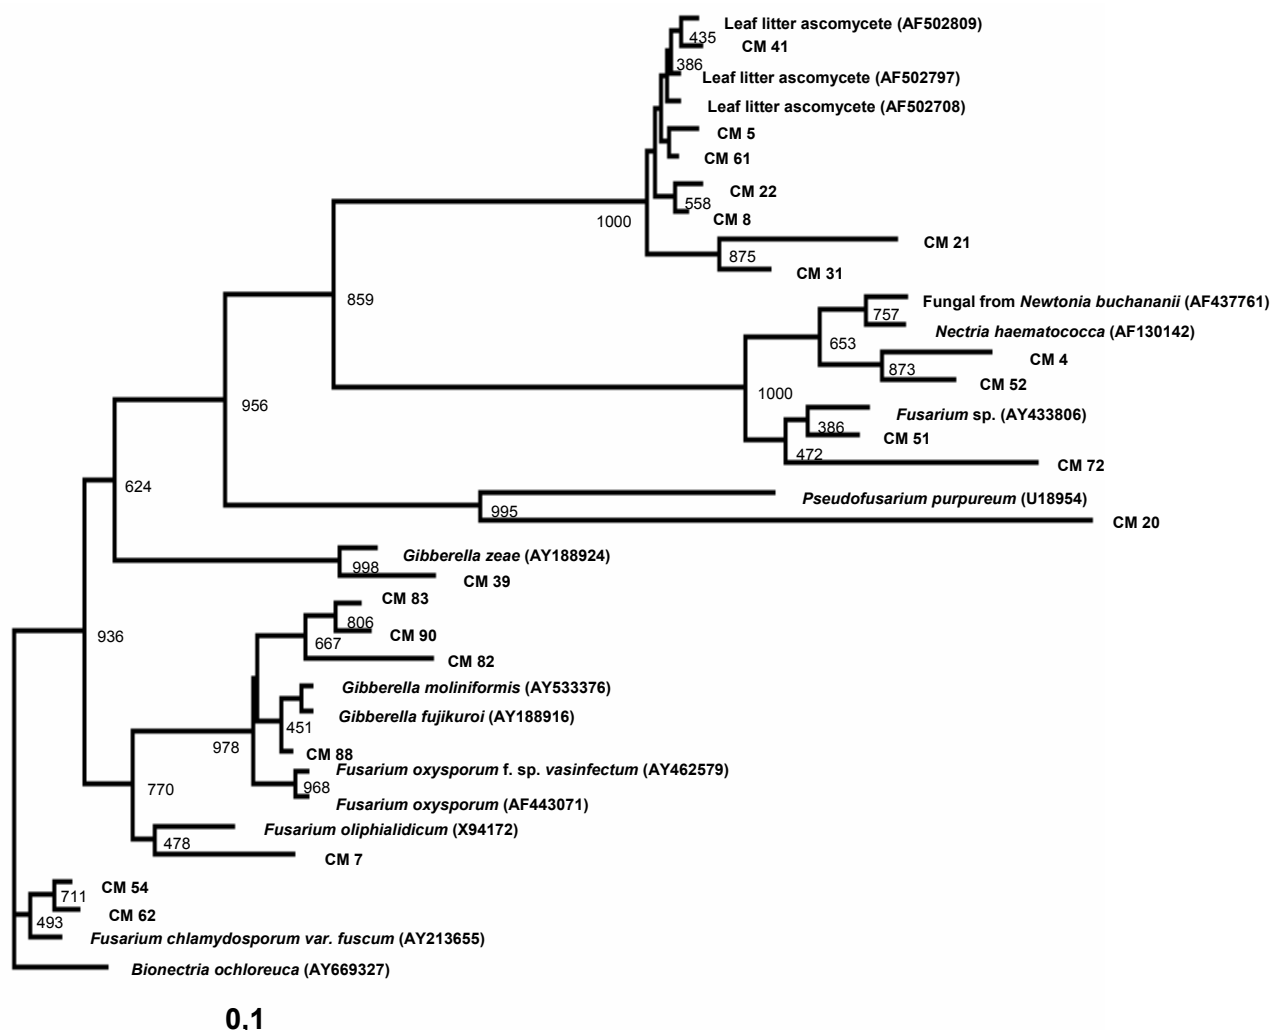 Leaf litter ascomycete (AF502809)
435
CM 41
386
Leaf litter ascomycete (AF502797)
Leaf litter ascomycete (AF502708)
CM 5
CM 61
CM 22
558
CM 8
1000
CM 21
875
CM 31
859
Fungal from Newtonia buchananii (AF437761)
757
Nectria haematococca (AF130142)
653
CM 4
873
CM 52
1000
956
Fusarium sp. (AY433806)
386
CM 51
472
CM 72
624
Pseudofusarium purpureum (U18954)
995
CM 20
Gibberella zeae (AY188924)
998
CM 39
CM 83
806
936
CM 90
667
CM 82
Gibberella moliniformis (AY533376)
Gibberella fujikuroi (AY188916)
451
978
CM 88
Fusarium oxysporum f. sp. vasinfectum (AY462579)
770
968
Fusarium oxysporum (AF443071)
Fusarium oliphialidicum (X94172)
478
CM 7
CM 54
711
CM 62
493
Fusarium chlamydosporum var. fuscum (AY213655)
Bionectria ochloreuca (AY669327)
0,1